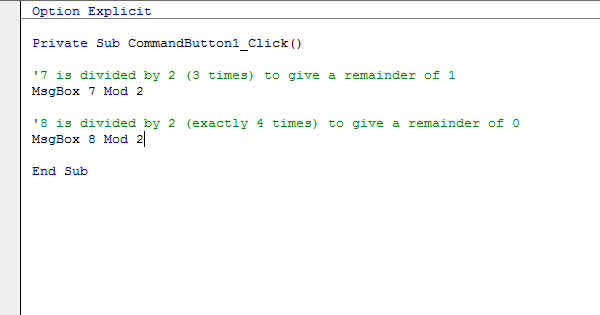 Option Explicit
Private Sub CommandButton1_Click()
'7 is divided by 2 (3 times) to give a remainder of 1
MsgBox 7 Mod 2
'8 is divided by 2 (exactly 4 times) to give a remainder of 0
MsgBox 8 Mod 2
End Sub